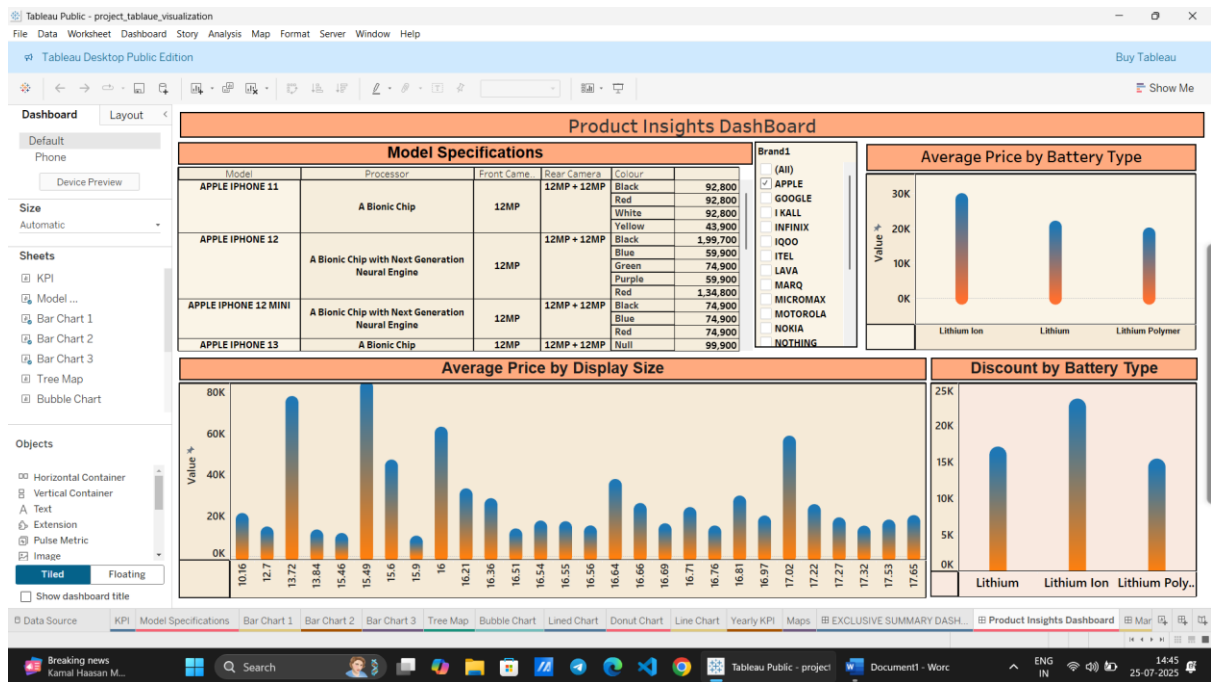 Tableau Public - project_tablaue_visualization
File Data Worksheet Dashboard Story Analysis Map Format Server Window Help
Tableau Desktop Public Edition
Buy Tableau
Show Me
Dashboard Layout
Default
Phone
Device Preview
Size
Automatic
Sheets
KPI
Model ...
Bar Chart 1
Bar Chart 2
Bar Chart 3
Tree Map
Bubble Chart
Objects
Horizontal Container
Vertical Container
Text
Extension
Pulse Metric
Image
Tiled Floating
Show dashboard title
Product Insights DashBoard
Model Specifications
Model Processor Front Came.. Rear Camera Colour
APPLE IPHONE 11 A Bionic Chip 12MP 12MP + 12MP Black 92,800
Red 92,800
White 92,800
Yellow 43,900
APPLE IPHONE 12 A Bionic Chip with Next Generation Neural Engine 12MP 12MP + 12MP Black 1,99,700
Blue 59,900
Green 74,900
Purple 59,900
Red 1,34,800
APPLE IPHONE 12 MINI A Bionic Chip with Next Generation Neural Engine 12MP 12MP + 12MP Black 74,900
Blue 74,900
Red 74,900
APPLE IPHONE 13 A Bionic Chip 12MP 12MP + 12MP Null 99,900
Brand1
(All)
APPLE
GOOGLE
I KALL
INFINIX
IQOO
ITEL
LAVA
MARQ
MICROMAX
MOTOROLA
NOKIA
NOTHING
Average Price by Battery Type
Value
30K
20K
10K
0K
Lithium Ion Lithium Lithium Polymer
Average Price by Display Size
Value
80K
60K
40K
20K
0K
10.16 12.7 13.72 13.84 15.46 15.49 15.6 15.9 16 16.21 16.36 16.51 16.54 16.55 16.56 16.64 16.66 16.69 16.71 16.76 16.81 16.97 17.02 17.22 17.27 17.32 17.53 17.65
Discount by Battery Type
25K
20K
15K
10K
5K
0K
Lithium Lithium Ion Lithium Poly..
Data Source KPI Model Specifications Bar Chart 1 Bar Chart 2 Bar Chart 3 Tree Map Bubble Chart Lined Chart Donut Chart Line Chart Yearly KPI Maps EXCLUSIVE SUMMARY DASH... Product Insights Dashboard Mar
Breaking news
Kamal Haasan M...
Search
Tableau Public - project
Document1 - Worc
ENG
IN
14:45
25-07-2025